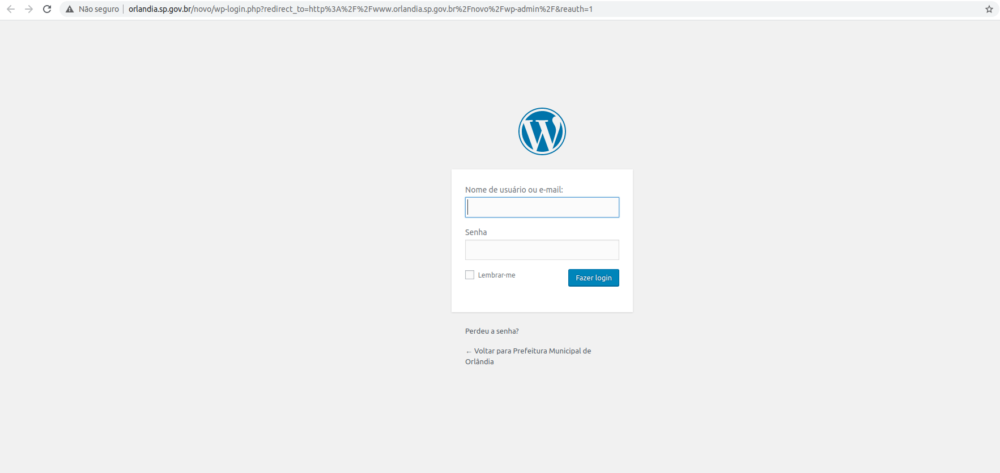 Não seguro orlandia.sp.gov.br/novo/wp-login.php?redirect_to=http%3A%2F%2Fwww.orlandia.sp.gov.br%2Fnovo%2Fwp-admin%2F&reauth=1
Nome de usuário ou e-mail:
Senha
Lembrar-me Fazer login
Perdeu a senha?
← Voltar para Prefeitura Municipal de
Orlândia